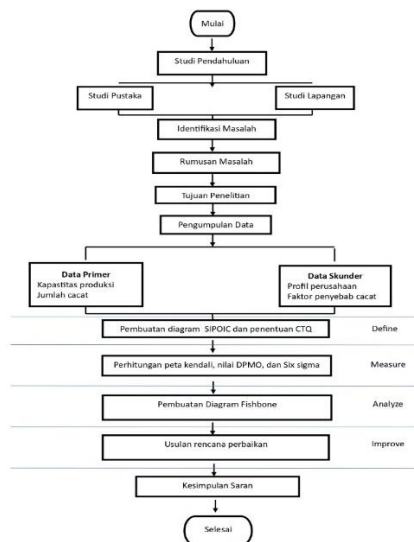 Mulai
Studi Pendahuluan
Studi Pustaka
Studi Lapangan
Identifikasi Masalah
Rumusan Masalah
Tujuan Penelitian
Pengumpulan Data
Data Primer
Kapastitas produksi
Jumlah cacat
Data Skunder
Profil perusahaan
Faktor penyebab cacat
Pembuatan diagram SIPOIC dan penentuan CTQ
Define
Perhitungan peta kendali, nilai DPMO, dan Six sigma
Measure
Pembuatan Diagram Fishbone
Analyze
Usulan rencana perbaikan
Improve
Kesimpulan Saran
Selesai